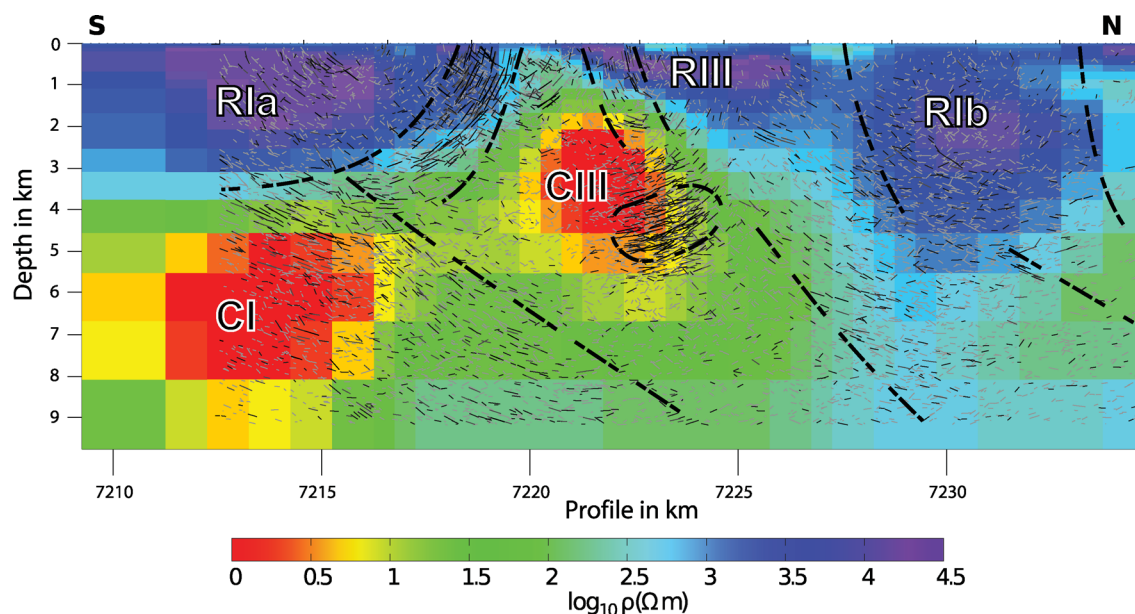 S N
0
1
2
3
4
5
6
7
8
9
Depth in km
RIa
RIII
RIb
CIII
CI
7210 7215 7220 7225 7230
Profile in km
0 0.5 1 1.5 2 2.5 3 3.5 4 4.5
log10 ρ(Ω m)